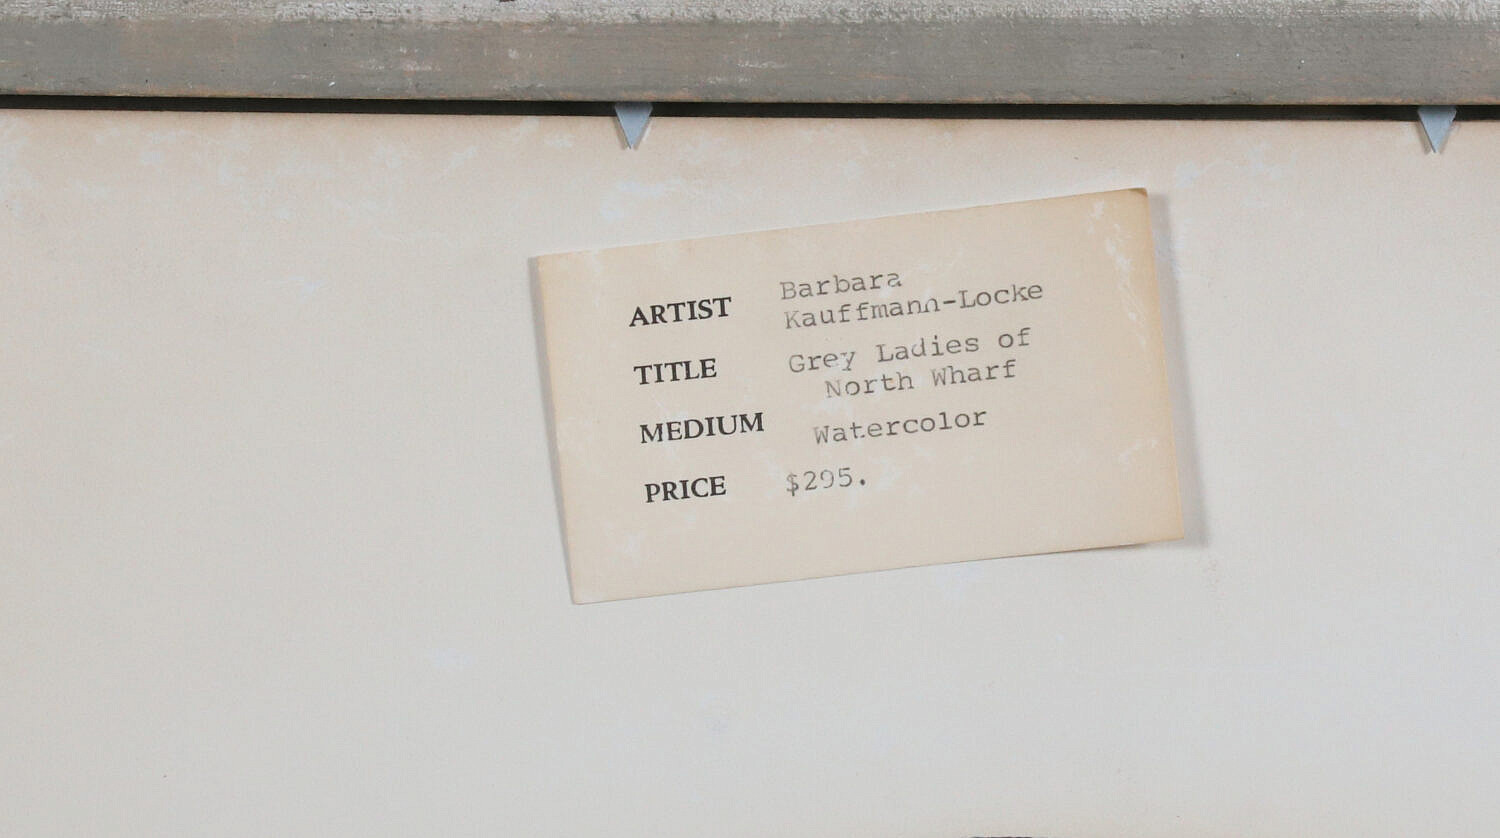 ARTIST Barbara
Kauffmann-Locke
TITLE Grey Ladies of
North Wharf
MEDIUM Watercolor
PRICE $295.